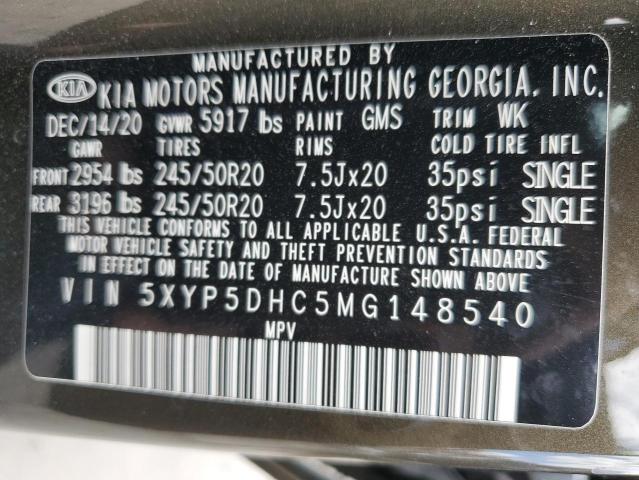 MANUFACTURED BY
KIA KIA MOTORS MANUFACTURING GEORGIA, INC.
DEC/14/20 GVWR 5917 lbs PAINT GMS TRIM WK
GAWR TIRES RIMS COLD TIRE INFL
FRONT 2954 lbs 245/50R20 7.5Jx20 35psi SINGLE
REAR 3196 lbs 245/50R20 7.5Jx20 35psi SINGLE
THIS VEHICLE CONFORMS TO ALL APPLICABLE U.S.A. FEDERAL
MOTOR VEHICLE SAFETY AND THEFT PREVENTION STANDARDS
IN EFFECT ON THE DATE OF MANUFACTURE SHOWN ABOVE
VIN 5XYP5DHC5MG148540
MPV